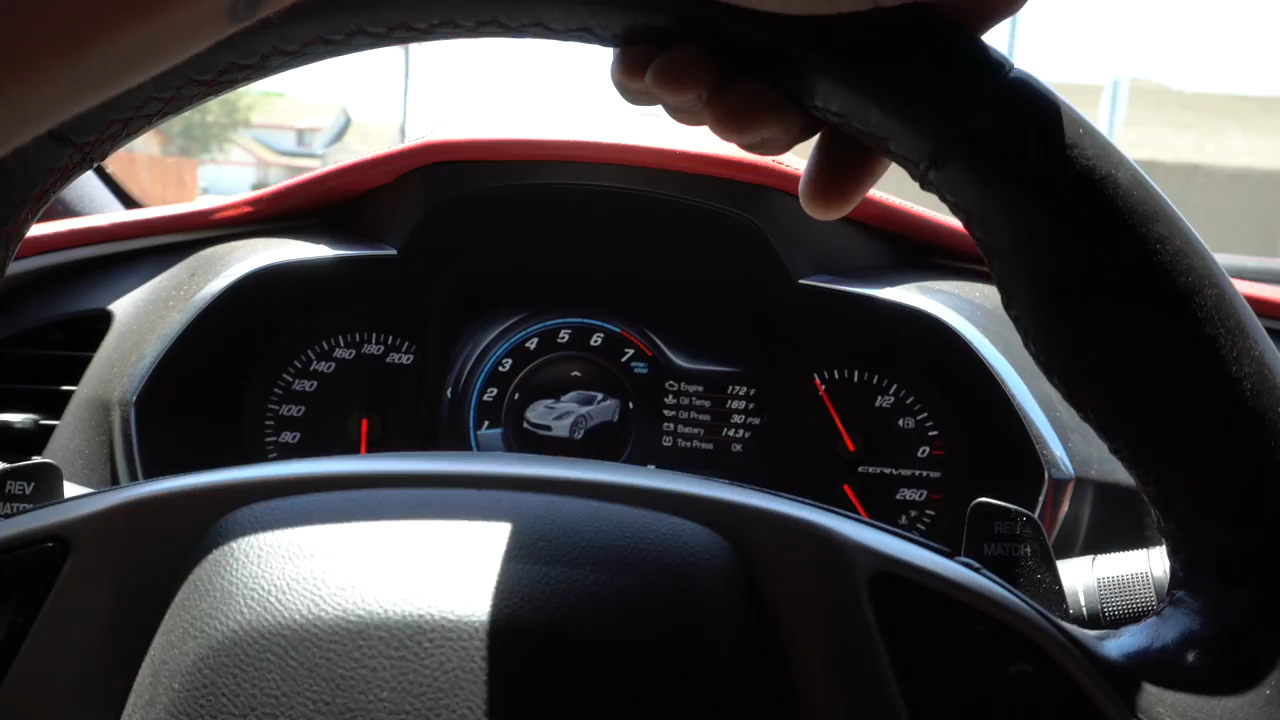 80
100
120
140
160
180
200
1
2
3
4
5
6
7
RPM/
1000
Engine 172 F
Oil Temp 169 F
Oil Press 30 PSI
Battery 14.3 V
Tire Press OK
1/2
0
CORVETTE
260
°F
REV
MATCH
REV
MATCH